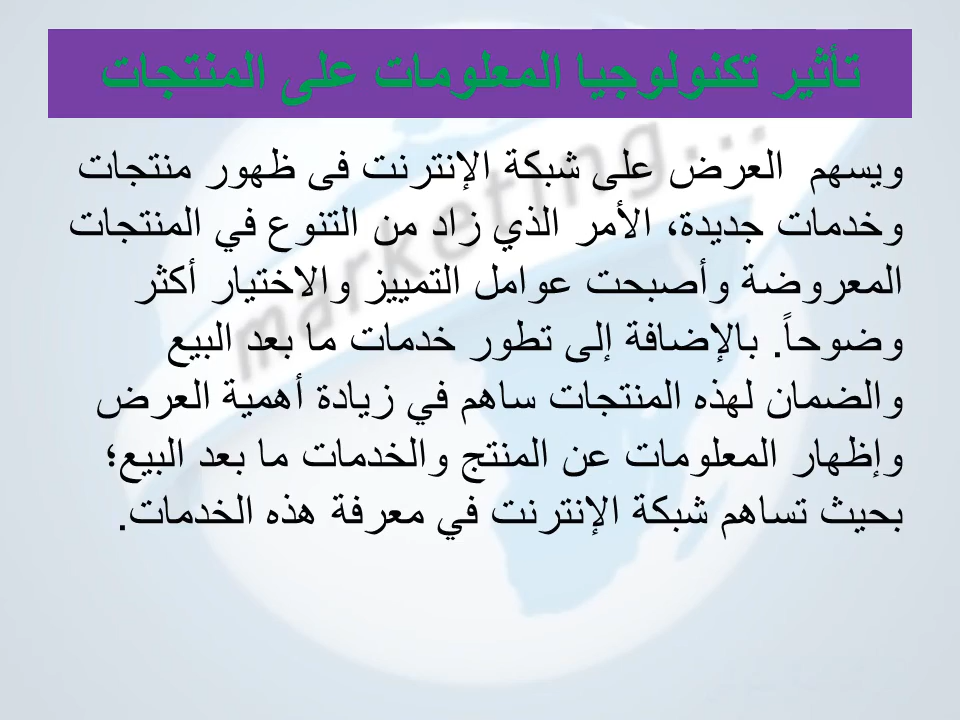 تأثير تكنولوجيا المعلومات على المنتجات
ويسهم العرض على شبكة الإنترنت فى ظهور منتجات
وخدمات جديدة، الأمر الذي زاد من التنوع في المنتجات
المعروضة وأصبحت عوامل التمييز والاختيار أكثر
وضوحاً. بالإضافة إلى تطور خدمات ما بعد البيع
والضمان لهذه المنتجات ساهم في زيادة أهمية العرض
وإظهار المعلومات عن المنتج والخدمات ما بعد البيع؛
بحيث تساهم شبكة الإنترنت في معرفة هذه الخدمات.
marketing...